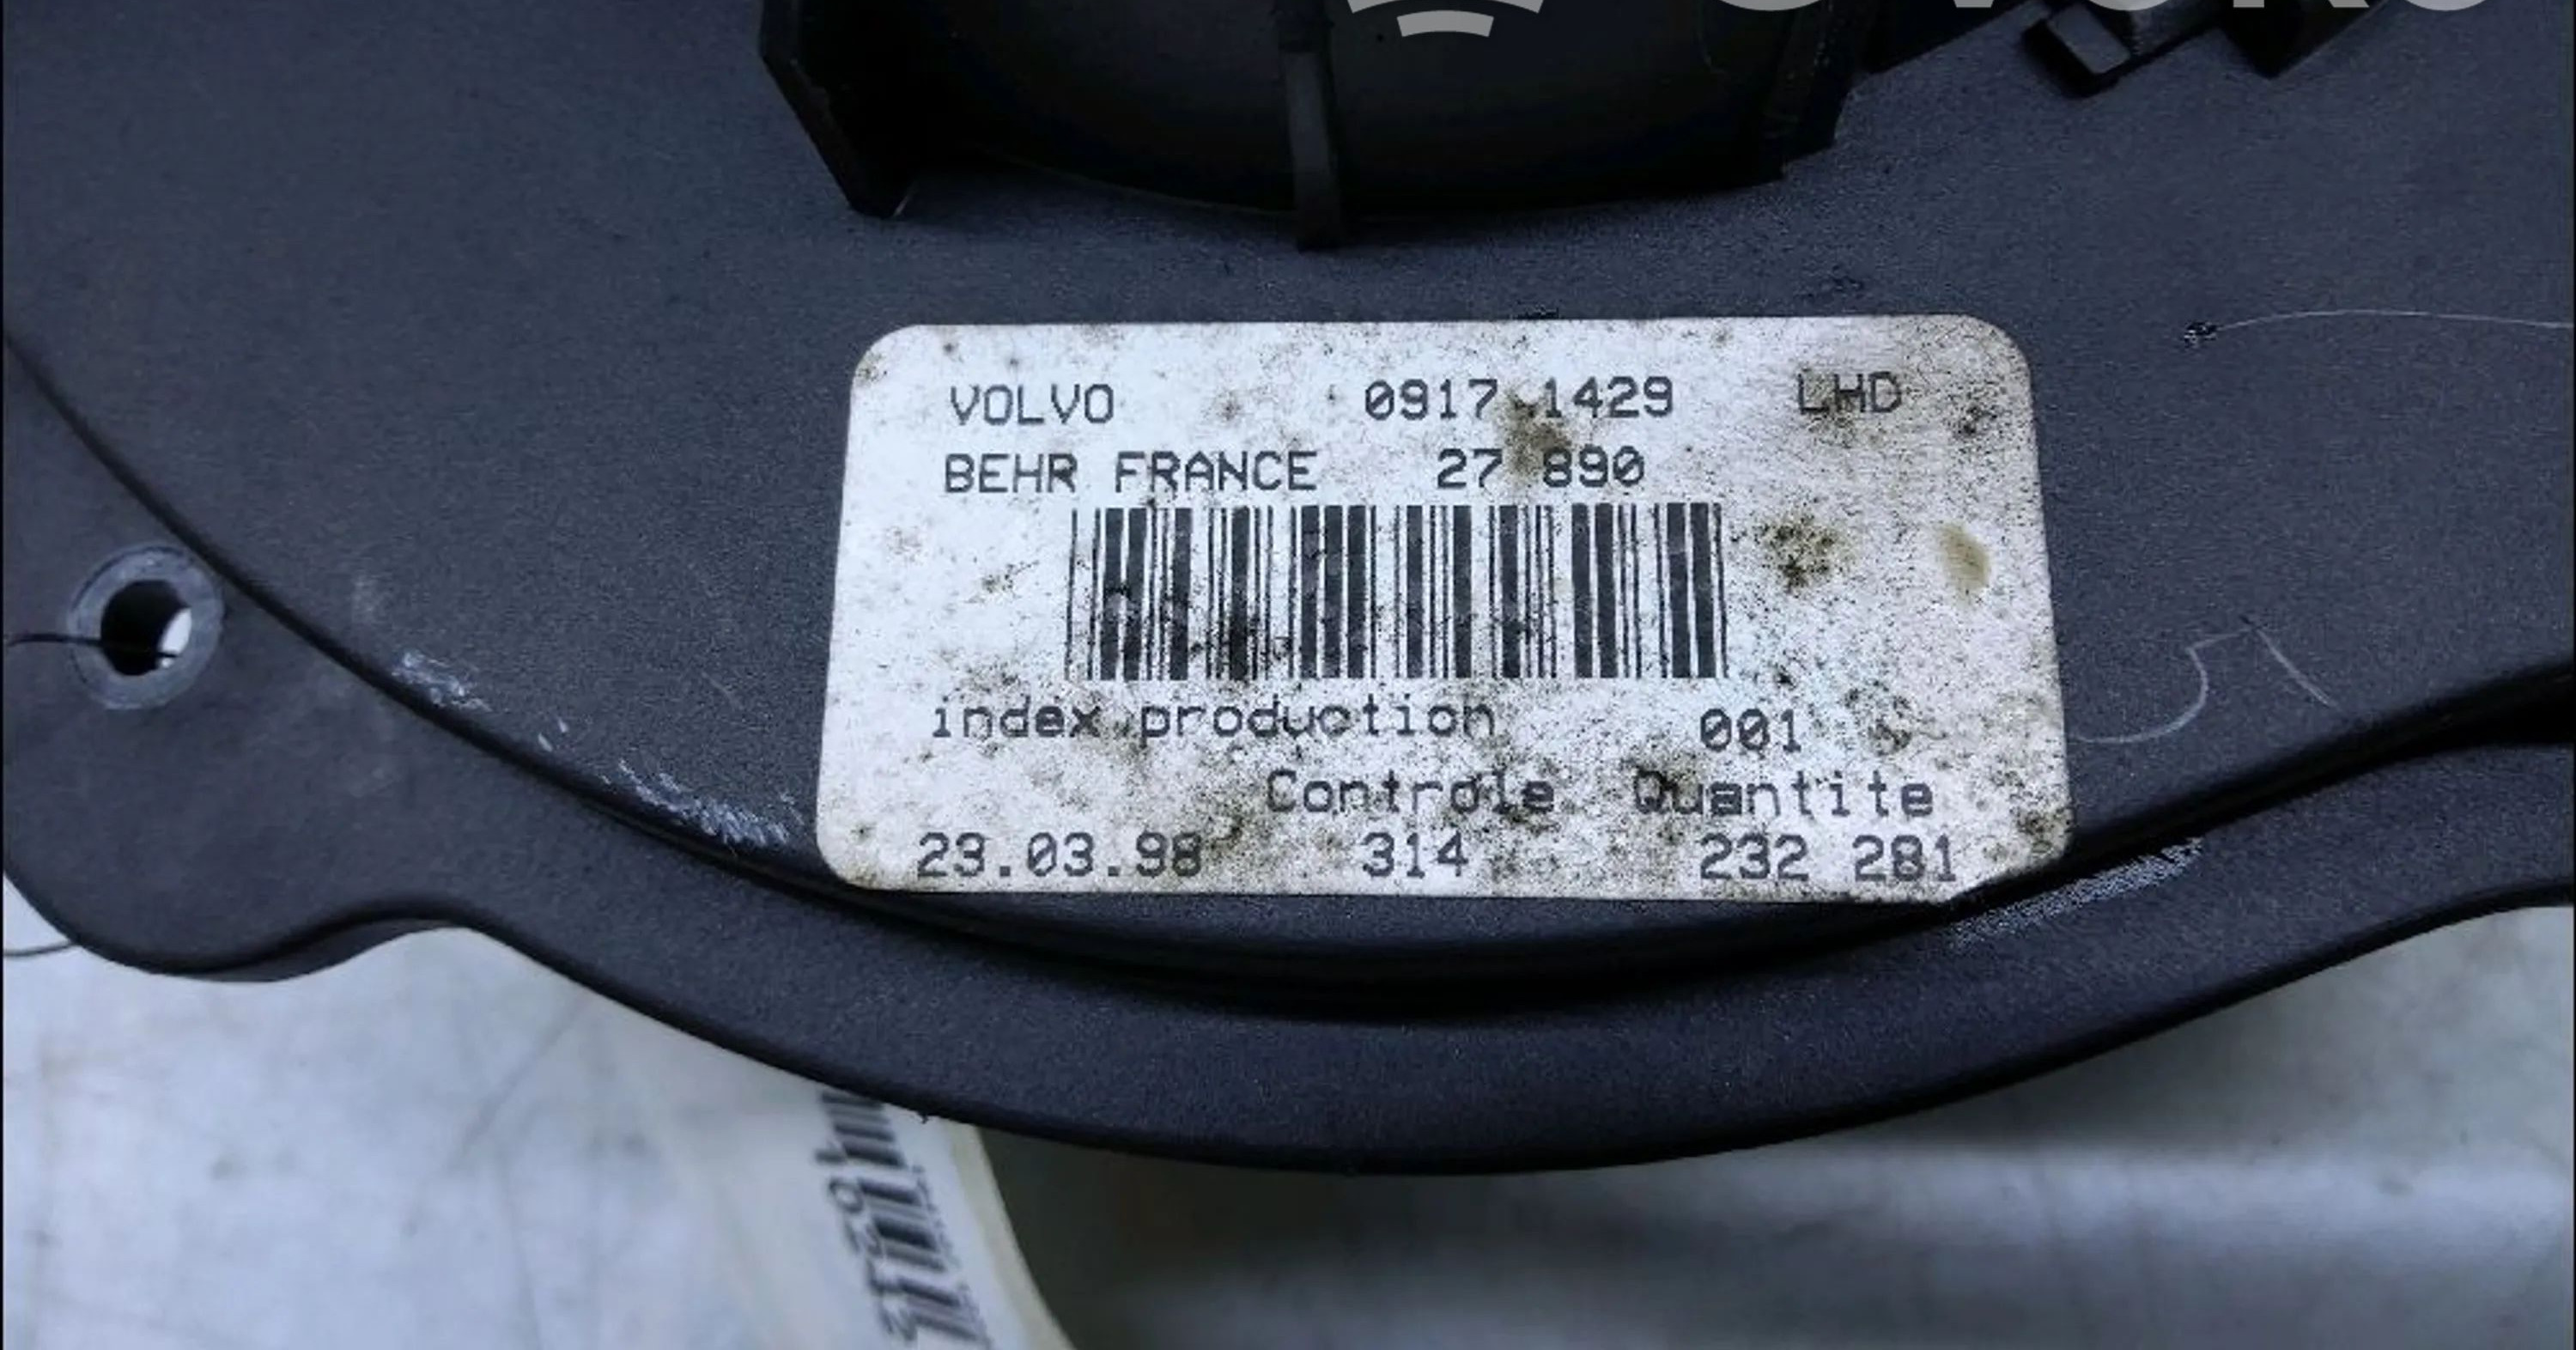 VOLVO 0917 1429 LHD
BEHR FRANCE 27 890
index production 001
Controle Quantite
23.03.98 314 232 281